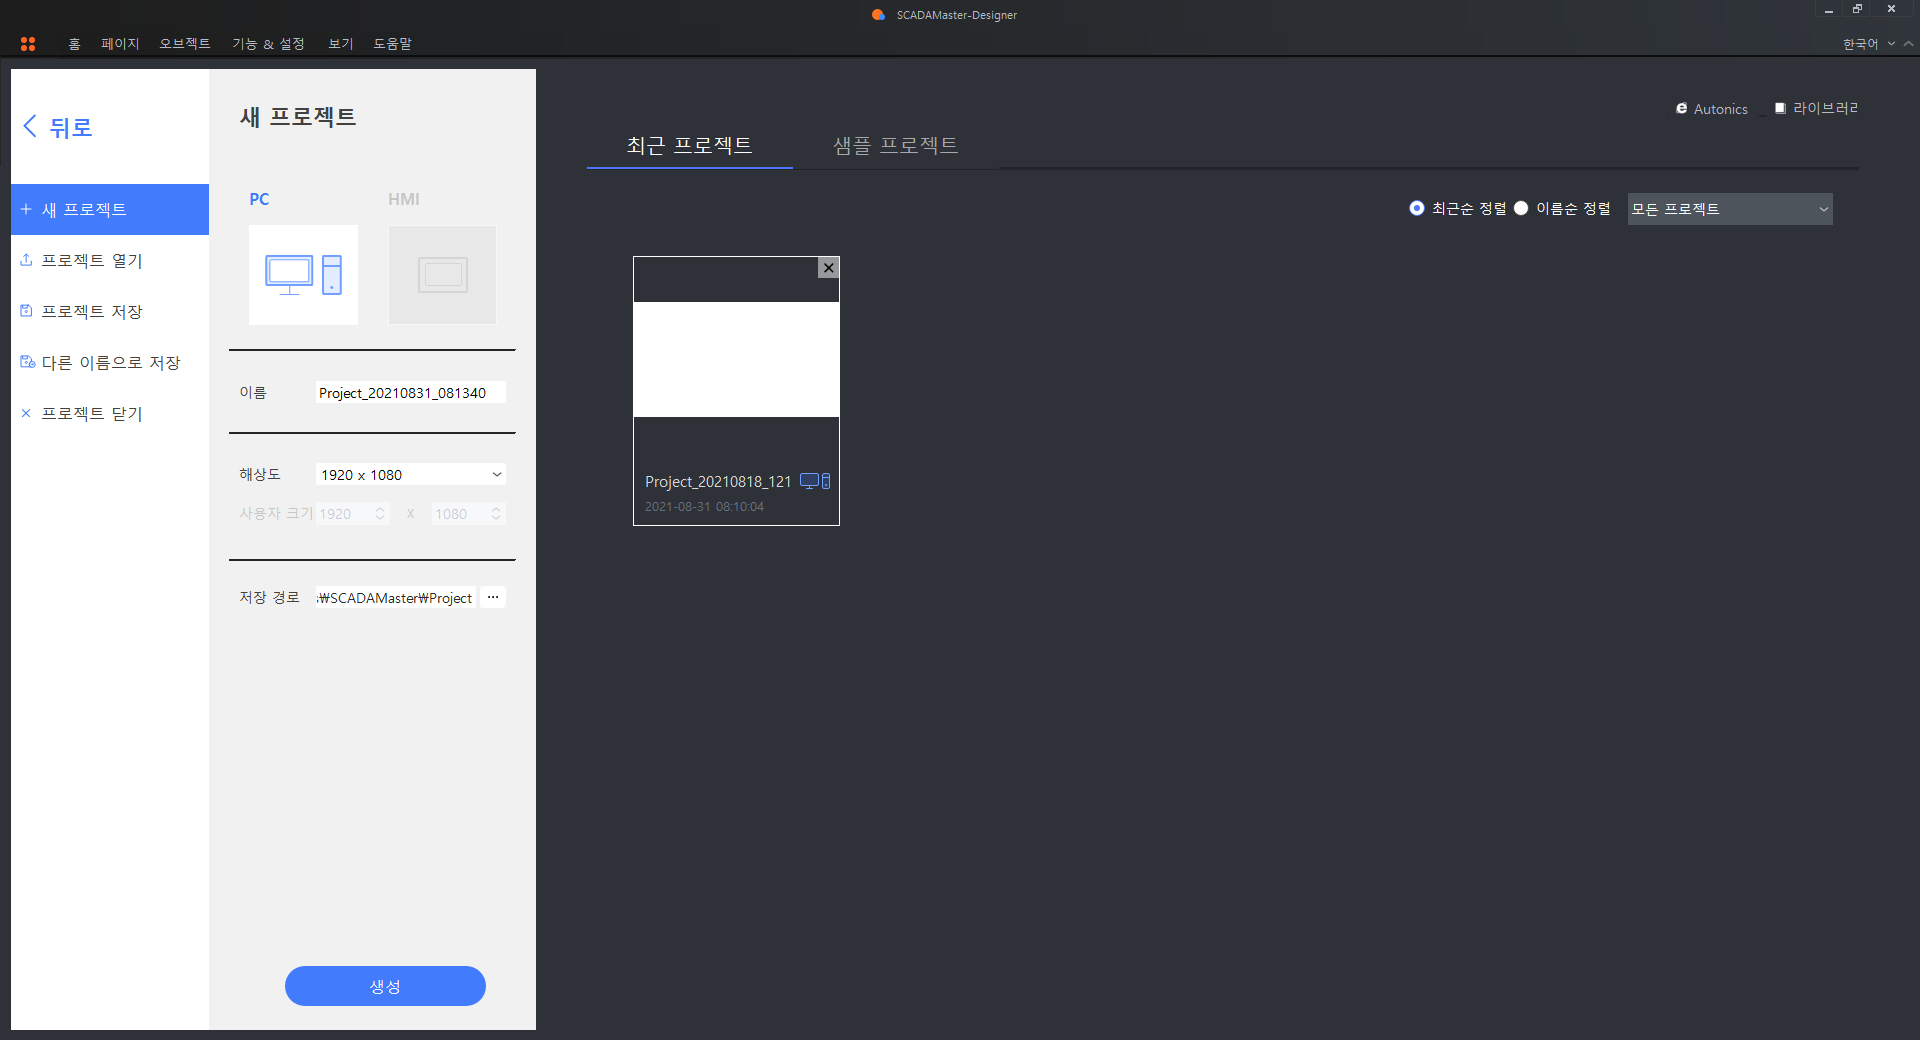 SCADAMaster-Designer
홈 페이지 오브젝트 기능 & 설정 보기 도움말 한국어
뒤로
새 프로젝트
프로젝트 열기
프로젝트 저장
다른 이름으로 저장
프로젝트 닫기
새 프로젝트
PC HMI
이름 Project_20210831_081340
해상도 1920 x 1080
사용자 크기 1920 X 1080
저장 경로 s₩SCADAMaster₩Project ...
생성
Autonics 라이브러리
최근 프로젝트 샘플 프로젝트
최근순 정렬 이름순 정렬 모든 프로젝트
Project_20210818_121
2021-08-31 08:10:04